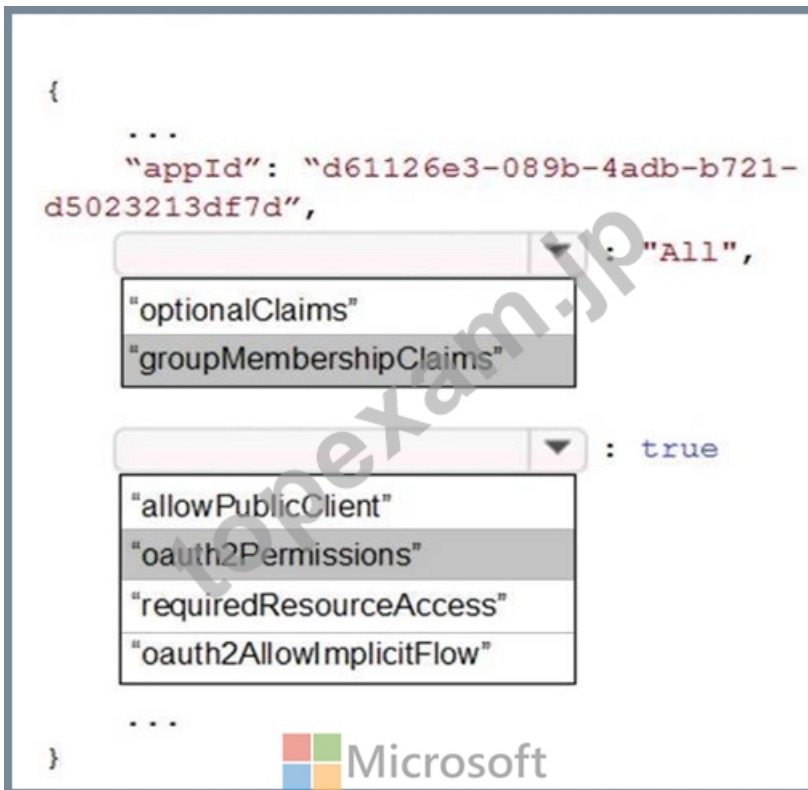 {
...
“appId”: “d61126e3-089b-4adb-b721-
d5023213df7d”,
: "All",
“optionalClaims”
“groupMembershipClaims”
: true
“allowPublicClient”
“oauth2Permissions”
“requiredResourceAccess”
“oauth2AllowImplicitFlow”
...
}
Microsoft
topexam.jp